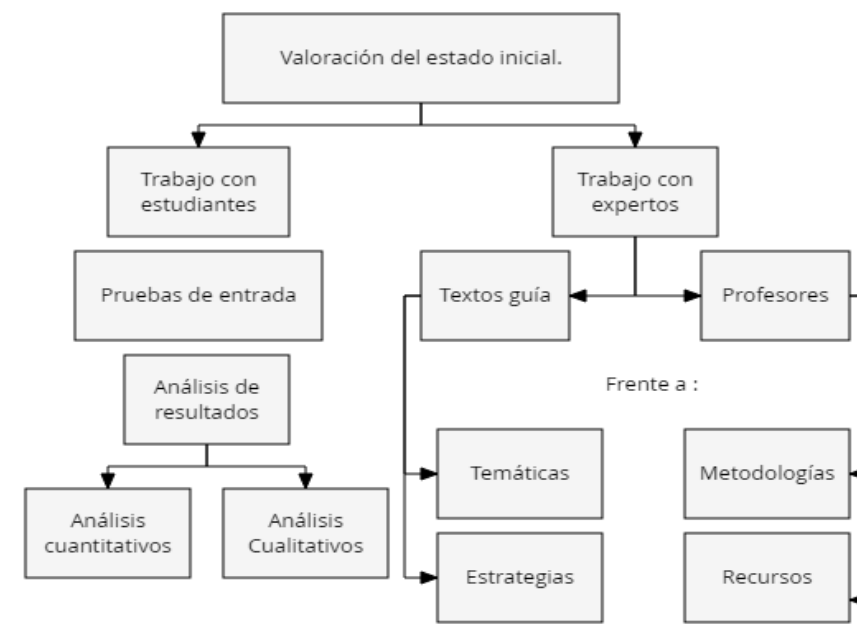 Valoración del estado inicial.
Trabajo con
estudiantes
Trabajo con
expertos
Pruebas de entrada
Textos guía
Profesores
Análisis de
resultados
Frente a :
Temáticas
Metodologías
Análisis
cuantitativos
Análisis
Cualitativos
Estrategias
Recursos